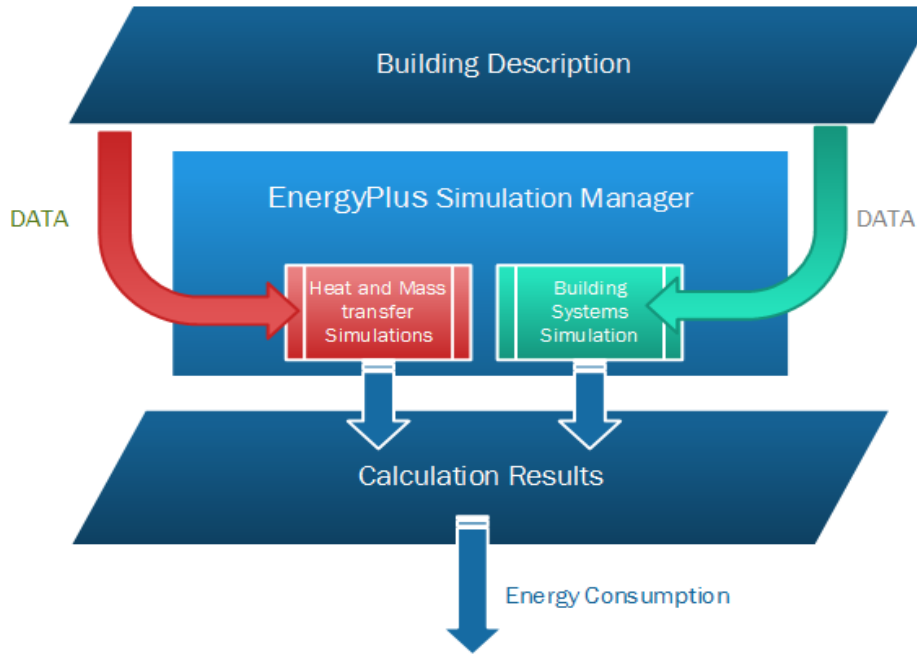 Building Description
EnergyPlus Simulation Manager
DATA
DATA
Heat and Mass
transfer
Simulations
Building
Systems
Simulation
Calculation Results
Energy Consumption